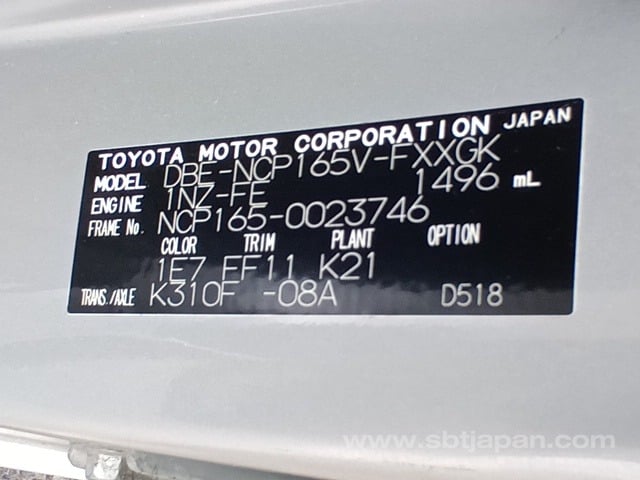 TOYOTA MOTOR CORPORATION JAPAN
MODEL DBE-NCP165V-FXXGK
ENGINE 1NZ-FE 1496 mL
FRAME No. NCP165-0023746
COLOR TRIM PLANT OPTION
1E7 FF11 K21
TRANS./AXLE K310F -08A D518
www.sbtjapan.com